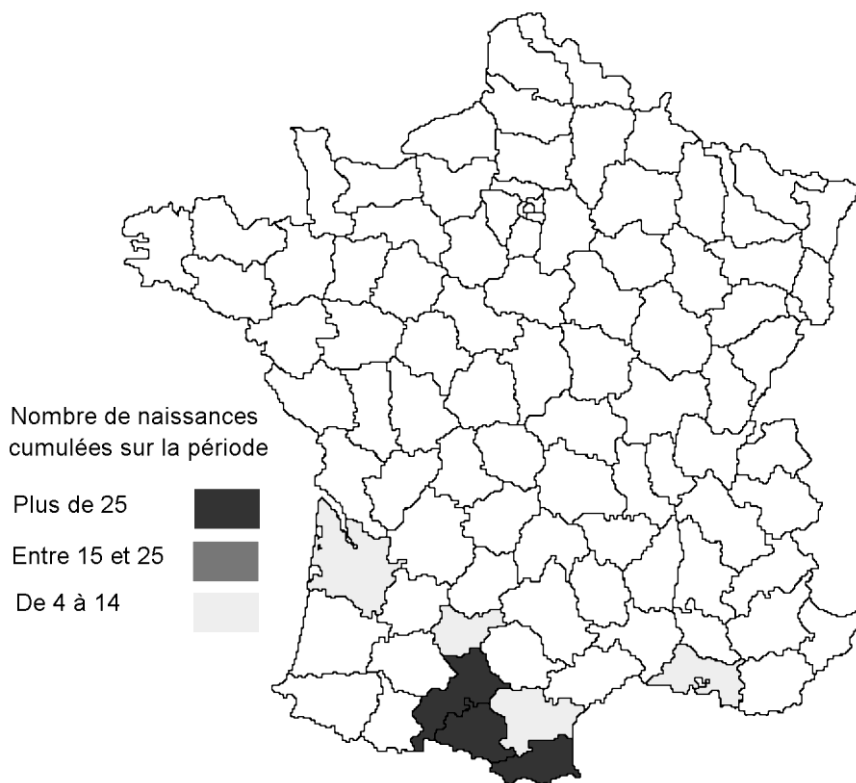 Nombre de naissances
cumulées sur la période
Plus de 25
Entre 15 et 25
De 4 à 14